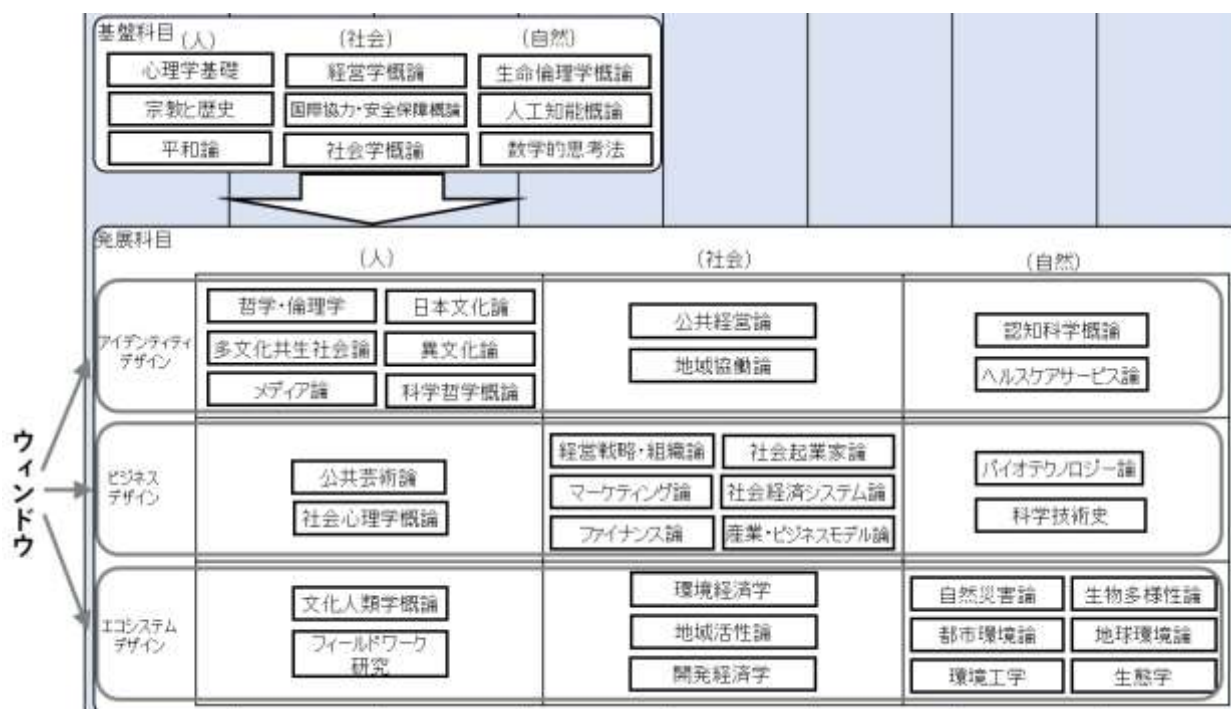 基盤科目
(人)
(社会)
(自然)
心理学基礎
経営学概論
生命倫理学概論
宗教と歴史
国際協力・安全保障概論
人工知能概論
平和論
社会学概論
数学的思考法
発展科目
(人)
(社会)
(自然)
ウィンドウ
アイデンティティ
デザイン
哲学・倫理学
日本文化論
多文化共生社会論
異文化論
メディア論
科学哲学概論
公共経営論
地域協働論
認知科学概論
ヘルスケアサービス論
ビジネス
デザイン
公共芸術論
社会心理学概論
経営戦略・組織論
社会起業家論
マーケティング論
社会経済システム論
ファイナンス論
産業・ビジネスモデル論
バイオテクノロジー論
科学技術史
エコシステム
デザイン
文化人類学概論
フィールドワーク
研究
環境経済学
地域活性論
開発経済学
自然災害論
生物多様性論
都市環境論
地球環境論
環境工学
生態学